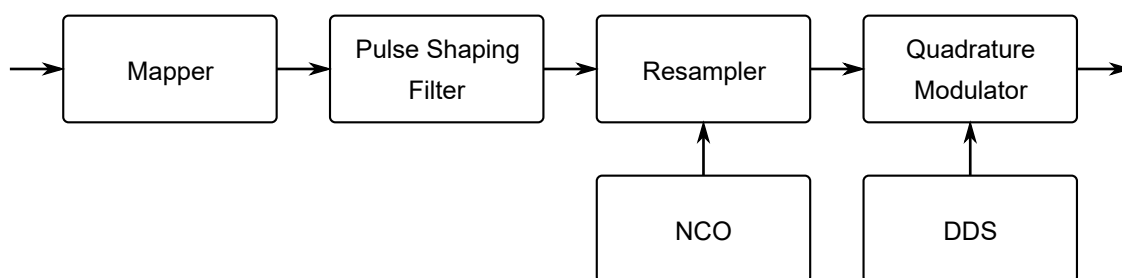 Mapper
Pulse Shaping
Filter
Resampler
Quadrature
Modulator
NCO
DDS